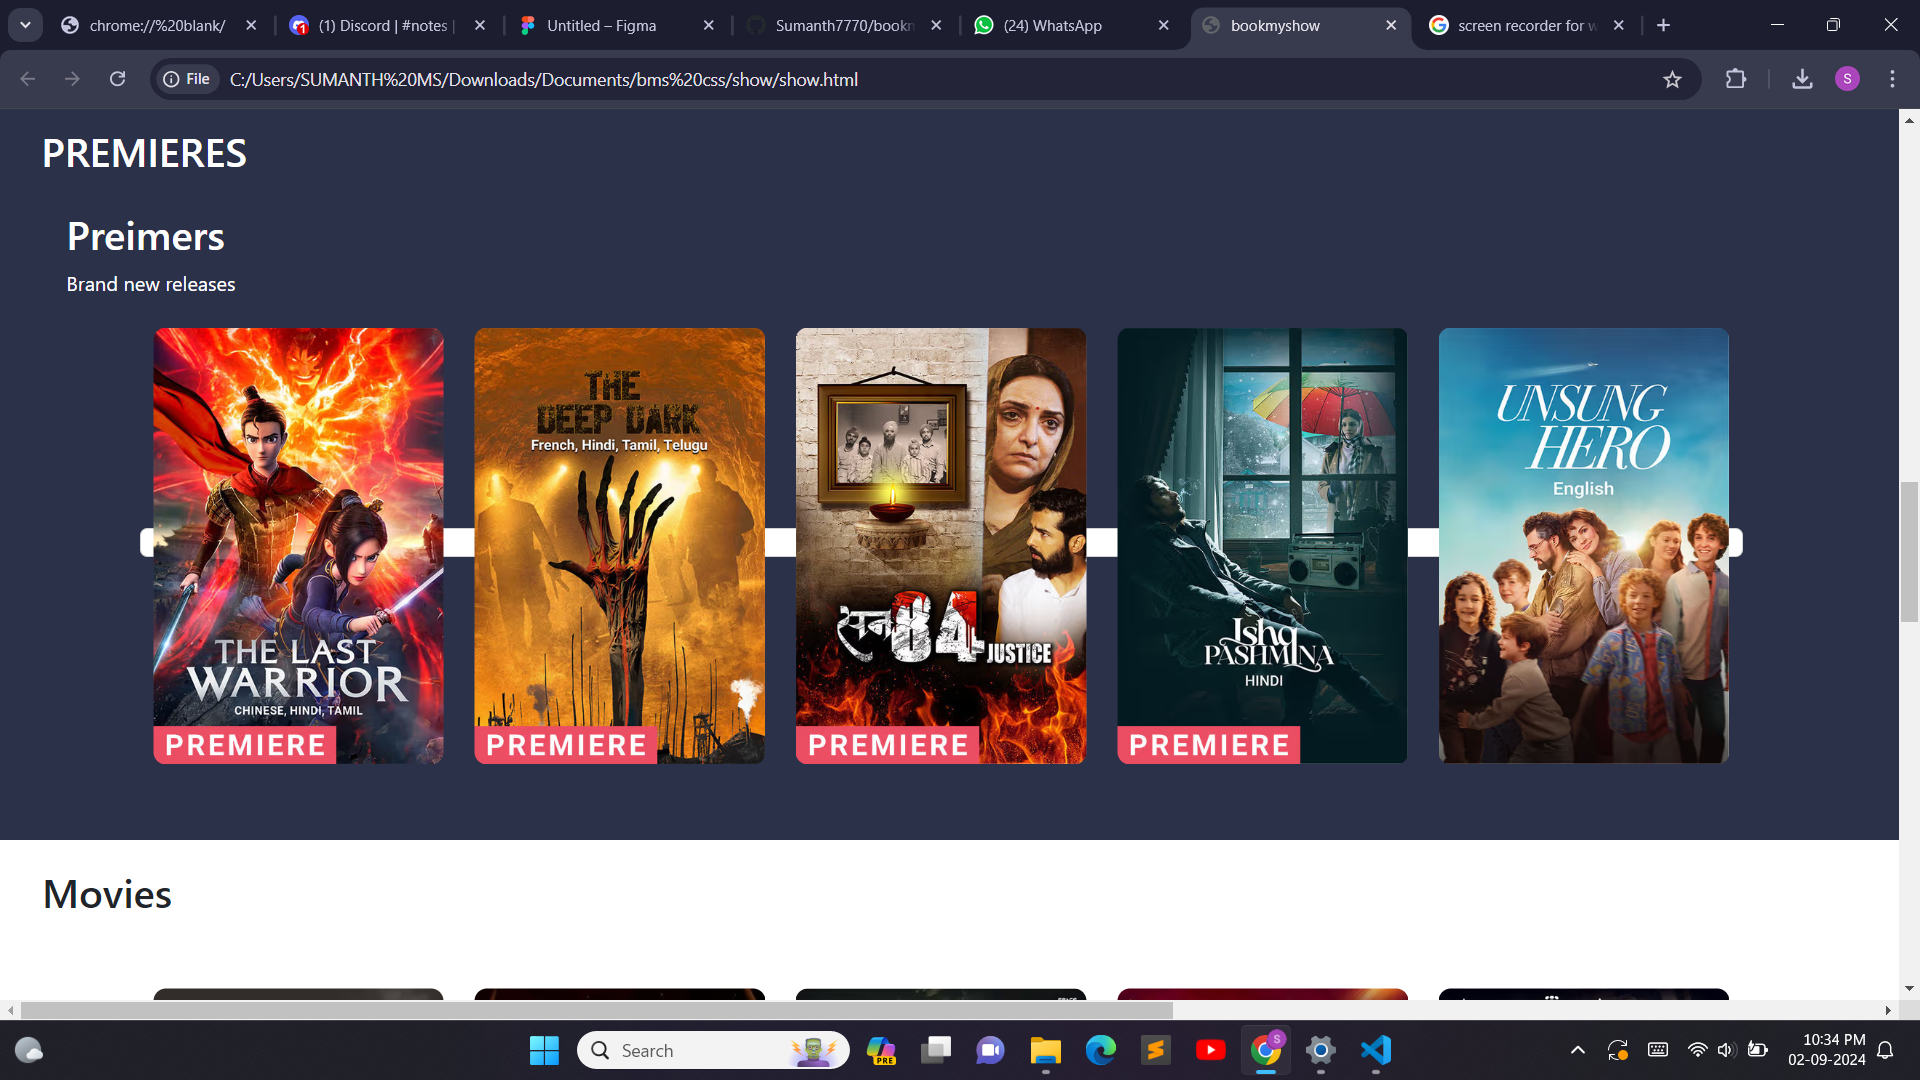 chrome://%20blank/
(1) Discord | #notes |
Untitled – Figma
Sumanth7770/bookm
(24) WhatsApp
bookmyshow
screen recorder for w
File
C:/Users/SUMANTH%20MS/Downloads/Documents/bms%20css/show/show.html
S
PREMIERES
Preimers
Brand new releases
THE LAST
WARRIOR
CHINESE, HINDI, TAMIL
PREMIERE
THE
DEEP DARK
French, Hindi, Tamil, Telugu
PREMIERE
सन 84 JUSTICE
PREMIERE
Ishq
PASHMINA
HINDI
PREMIERE
UNSUNG
HERO
English
Movies
Search
PRE
S
10:34 PM
02-09-2024